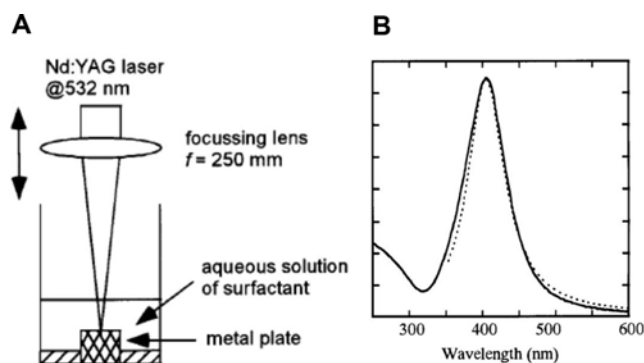 A
Nd:YAG laser
@532 nm
focussing lens
f = 250 mm
aqueous solution
of surfactant
metal plate
B
300
400
500
600
Wavelength (nm)